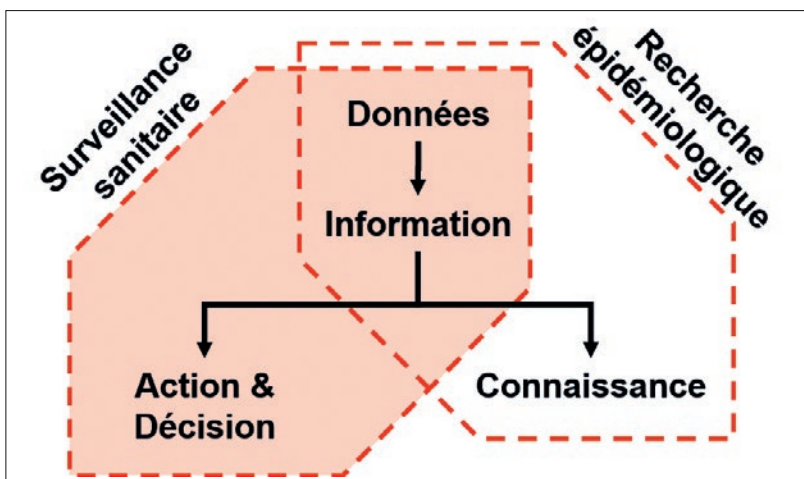 Surveillance
sanitaire
Recherche
épidémiologique
Données
Information
Action &
Décision
Connaissance